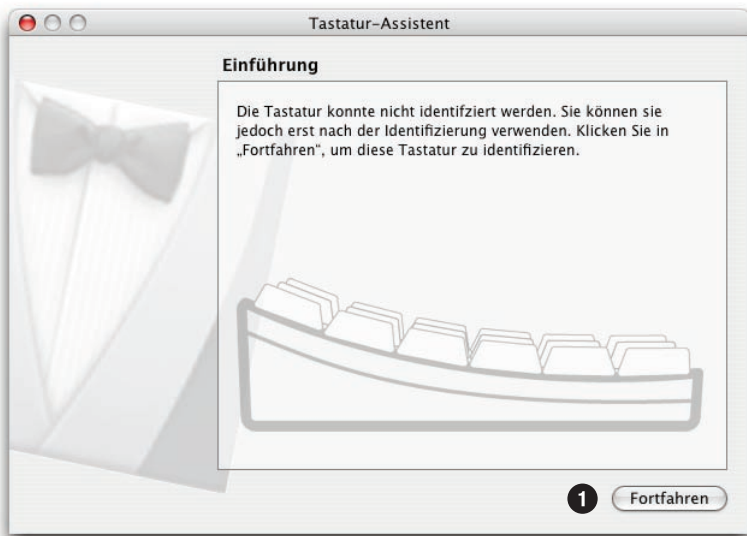 Tastatur-Assistent
Einführung
Die Tastatur konnte nicht identifziert werden. Sie können sie
jedoch erst nach der Identifizierung verwenden. Klicken Sie in
„Fortfahren“, um diese Tastatur zu identifizieren.
1 Fortfahren